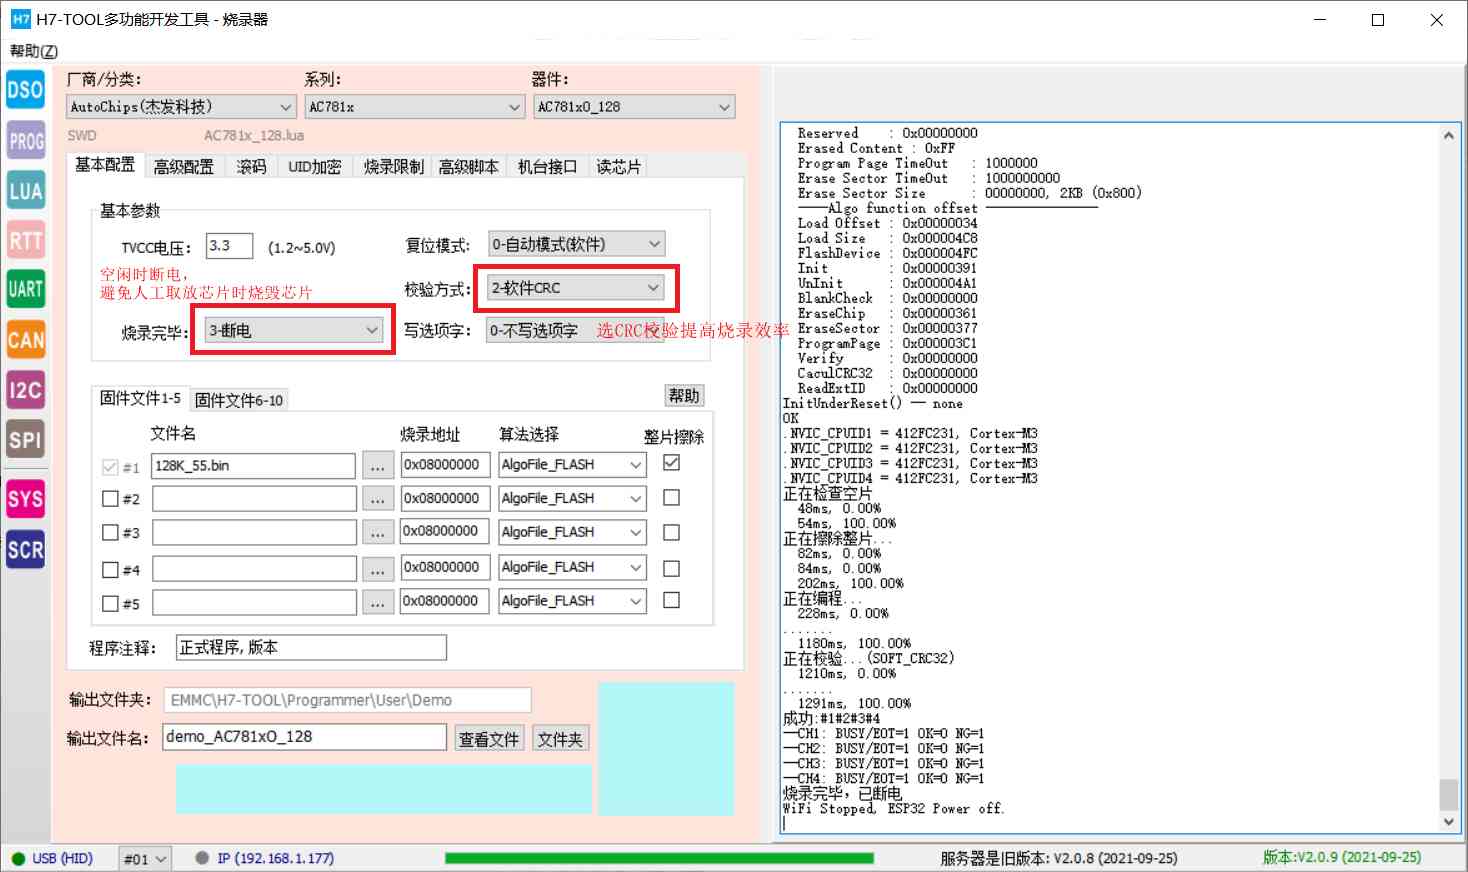 H7 H7-TOOL多功能开发工具 - 烧录器
帮助(Z)
DSO
PROG
LUA
RTT
UART
CAN
I2C
SPI
SYS
SCR
厂商/分类: 系列: 器件:
AutoChips(杰发科技) AC781x AC781xO_128
SWD AC781x_128.lua
基本配置 高级配置 滚码 UID加密 烧录限制 高级脚本 机台接口 读芯片
基本参数
TVCC电压: 3.3 (1.2~5.0V) 复位模式: 0-自动模式(软件)
空闲时断电,
避免人工取放芯片时烧毁芯片
校验方式: 2-软件CRC
烧录完毕: 3-断电 写选项字: 0-不写选项字 选CRC校验提高烧录效率
固件文件1-5 固件文件6-10 帮助
文件名 烧录地址 算法选择 整片擦除
#1 128K_55.bin ... 0x08000000 AlgoFile_FLASH
#2 ... 0x08000000 AlgoFile_FLASH
#3 ... 0x08000000 AlgoFile_FLASH
#4 ... 0x08000000 AlgoFile_FLASH
#5 ... 0x08000000 AlgoFile_FLASH
程序注释: 正式程序, 版本
输出文件夹: EMMC\H7-TOOL\Programmer\User\Demo
输出文件名: demo_AC781xO_128 查看文件 文件夹
Reserved : 0x00000000
Erased Content : 0xFF
Program Page TimeOut : 1000000
Erase Sector TimeOut : 1000000000
Erase Sector Size : 00000000, 2KB (0x800)
——Algo function offset ————————
Load Offset : 0x00000034
Load Size : 0x000004C8
FlashDevice : 0x000004FC
Init : 0x00000391
UnInit : 0x000004A1
BlankCheck : 0x00000000
EraseChip : 0x00000361
EraseSector : 0x00000377
ProgramPage : 0x000003C1
Verify : 0x00000000
CaculCRC32 : 0x00000000
ReadExtID : 0x00000000
InitUnderReset() — none
OK
.NVIC_CPUID1 = 412FC231, Cortex-M3
.NVIC_CPUID2 = 412FC231, Cortex-M3
.NVIC_CPUID3 = 412FC231, Cortex-M3
.NVIC_CPUID4 = 412FC231, Cortex-M3
正在检查空片
48ms, 0.00%
54ms, 100.00%
正在擦除整片...
82ms, 0.00%
84ms, 0.00%
202ms, 100.00%
正在编程...
228ms, 0.00%
.......
1180ms, 100.00%
正在校验...(SOFT_CRC32)
1210ms, 0.00%
.......
1291ms, 100.00%
成功:#1#2#3#4
—CH1: BUSY/EOT=1 OK=0 NG=1
—CH2: BUSY/EOT=1 OK=0 NG=1
—CH3: BUSY/EOT=1 OK=0 NG=1
—CH4: BUSY/EOT=1 OK=0 NG=1
烧录完毕，已断电
WiFi Stopped, ESP32 Power off.
USB (HID) #01 IP (192.168.1.177) 服务器是旧版本: V2.0.8 (2021-09-25) 版本:V2.0.9 (2021-09-25)